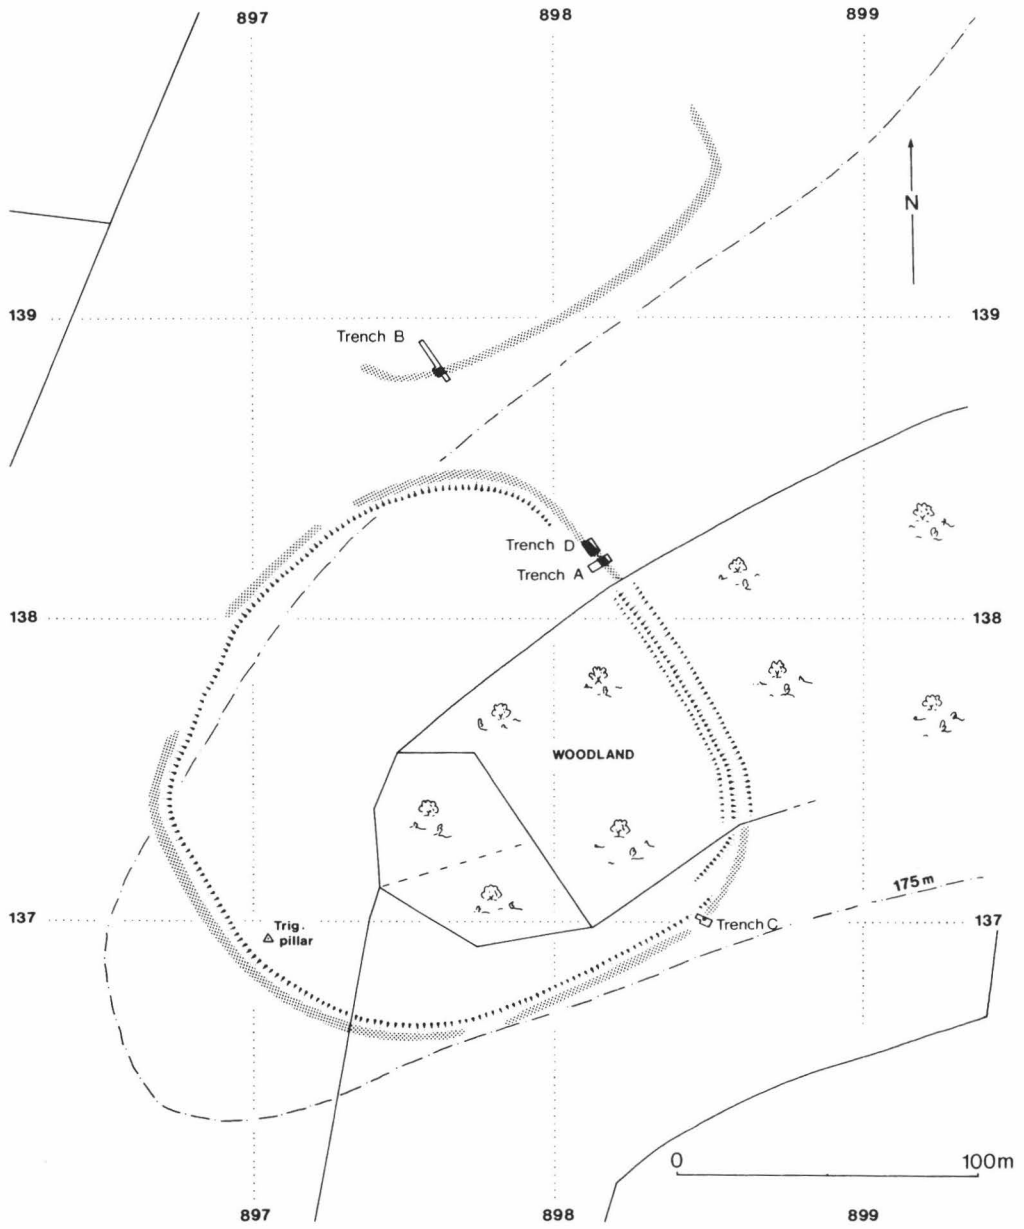 897 898 899
N
139 139
Trench B
Trench D
Trench A
138 138
WOODLAND
175m
137 137
Trig.
pillar
Trench C
0 100m
897 898 899